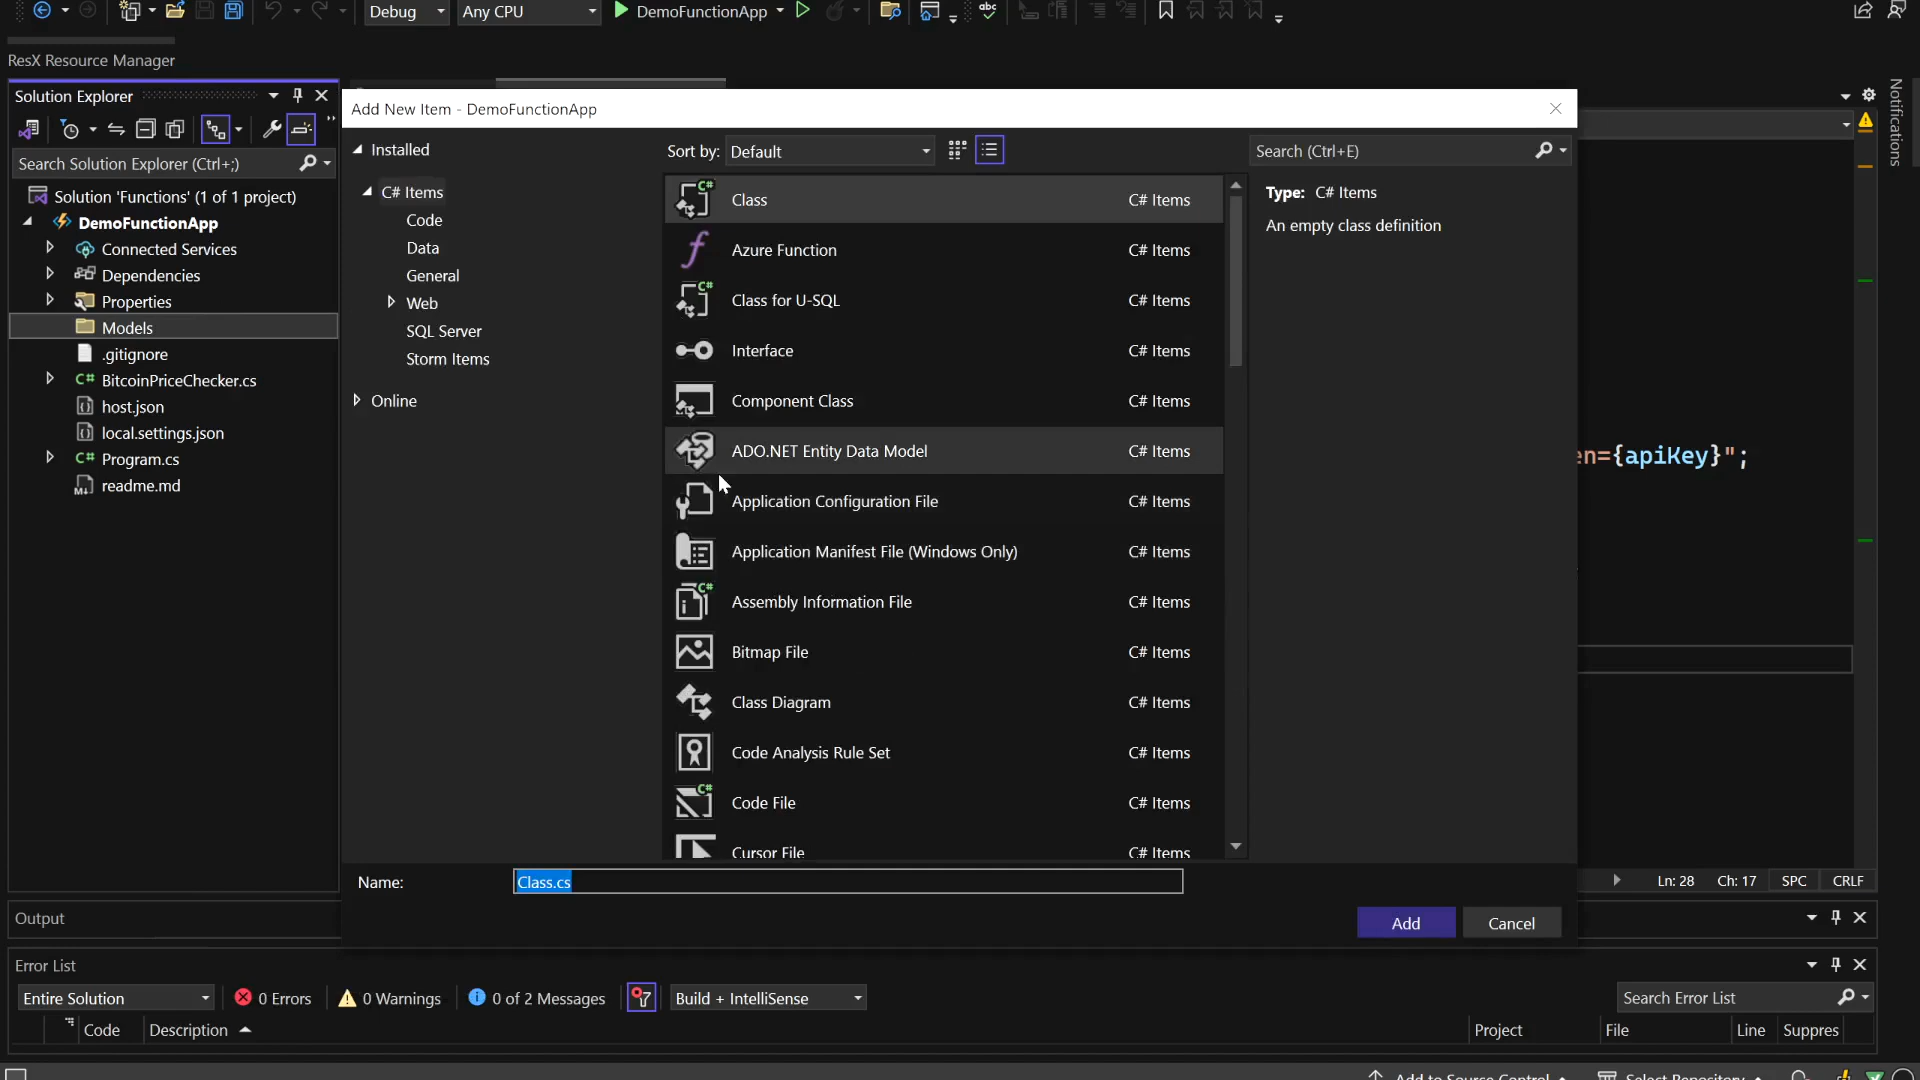 Debug
Any CPU
DemoFunctionApp
abc
ResX Resource Manager
Solution Explorer
Search Solution Explorer (Ctrl+;)
Solution 'Functions' (1 of 1 project)
DemoFunctionApp
Connected Services
Dependencies
Properties
Models
.gitignore
C# BitcoinPriceChecker.cs
host.json
local.settings.json
C# Program.cs
readme.md
Add New Item - DemoFunctionApp
Installed
C# Items
Code
Data
General
Web
SQL Server
Storm Items
Online
Sort by: Default
Class C# Items
Azure Function C# Items
Class for U-SQL C# Items
Interface C# Items
Component Class C# Items
ADO.NET Entity Data Model C# Items
Application Configuration File C# Items
Application Manifest File (Windows Only) C# Items
Assembly Information File C# Items
Bitmap File C# Items
Class Diagram C# Items
Code Analysis Rule Set C# Items
Code File C# Items
Cursor File C# Items
Search (Ctrl+E)
Type: C# Items
An empty class definition
Name: Class.cs
Add Cancel
Notifications
en={apiKey}";
Ln: 28 Ch: 17 SPC CRLF
Output
Error List
Entire Solution
0 Errors
0 Warnings
0 of 2 Messages
Build + IntelliSense
Search Error List
Code Description Project File Line Suppres
Add to Source Control
Select Repository